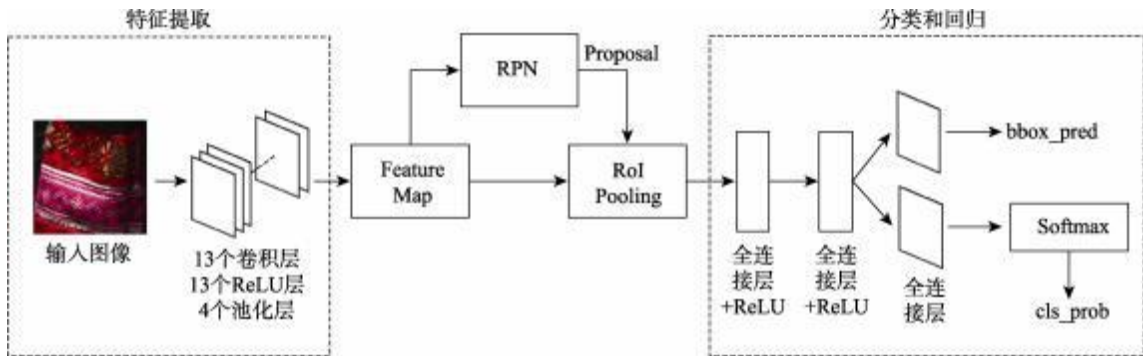 特征提取
输入图像
13个卷积层
13个ReLU层
4个池化层
Feature
Map
RPN
Proposal
RoI
Pooling
分类和回归
全连
接层
+ReLU
全连
接层
+ReLU
全连
接层
bbox_pred
Softmax
cls_prob